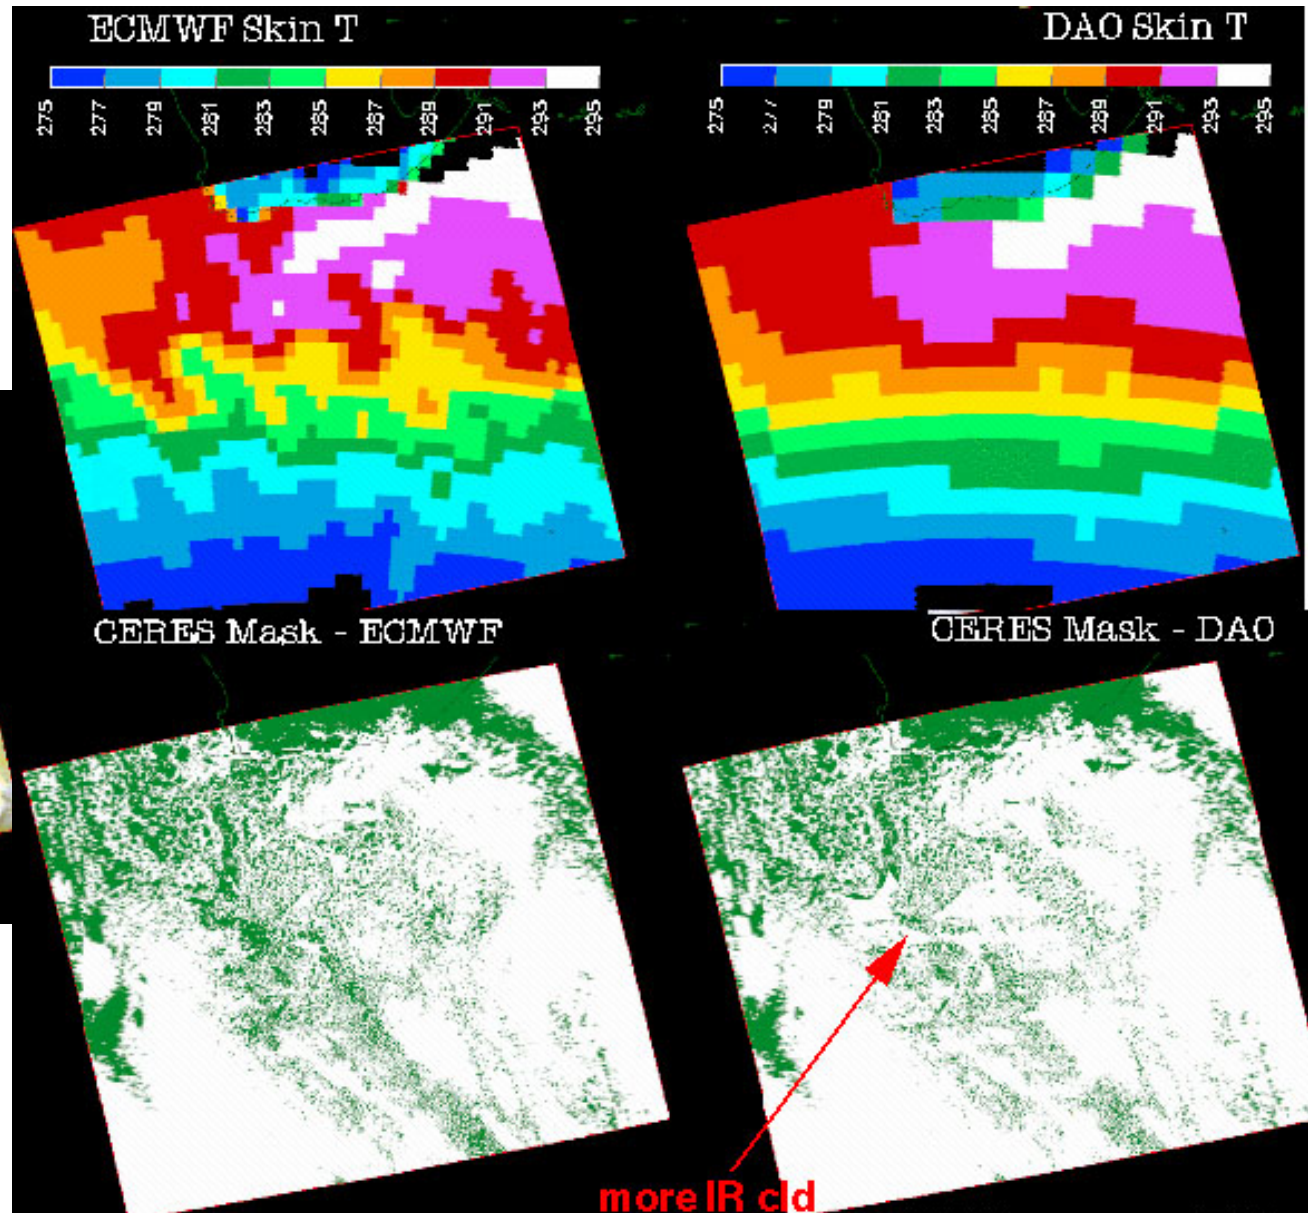 ECMWF Skin T
DAO Skin T
275 277 279 281 283 285 287 289 291 293 295
275 277 279 281 283 285 287 289 291 293 295
CERES Mask - ECMWF
CERES Mask - DAO
more IR cld